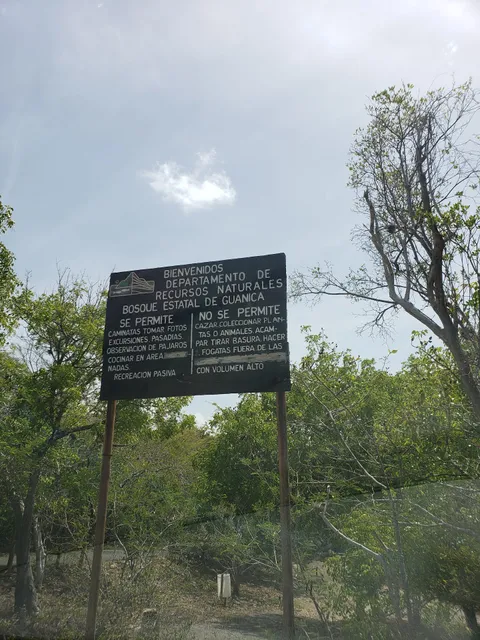 BIENVENIDOS
DEPARTAMENTO DE
RECURSOS NATURALES
BOSQUE ESTATAL DE GUANICA
SE PERMITE
CAMINATAS TOMAR FOTOS
EXCURSIONES, PASADIAS
OBSERVACION DE PAJAROS
COCINAR EN AREA
NADAS
RECREACION PASIVA
NO SE PERMITE
CAZAR, COLECCIONAR PLAN-
TAS O ANIMALES ACAM-
PAR TIRAR BASURA HACER
FOGATAS FUERA DE LAS
CON VOLUMEN ALTO